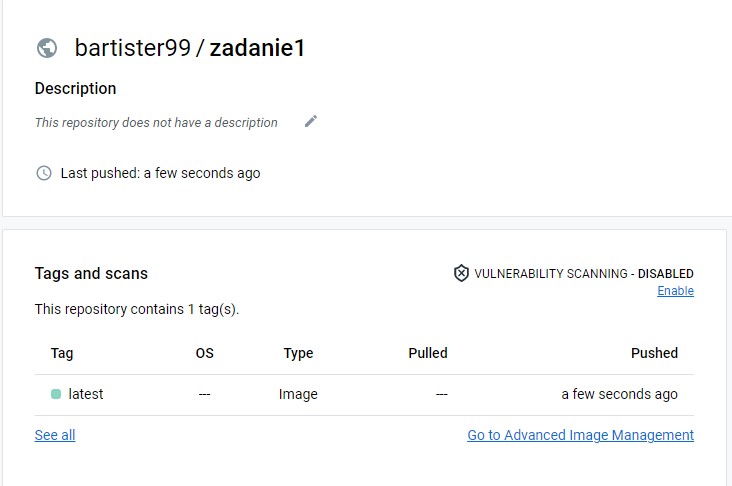 bartister99 / zadanie1
Description
This repository does not have a description
Last pushed: a few seconds ago
Tags and scans
VULNERABILITY SCANNING - DISABLED
Enable
This repository contains 1 tag(s).
Tag OS Type Pulled Pushed
latest --- Image --- a few seconds ago
See all Go to Advanced Image Management